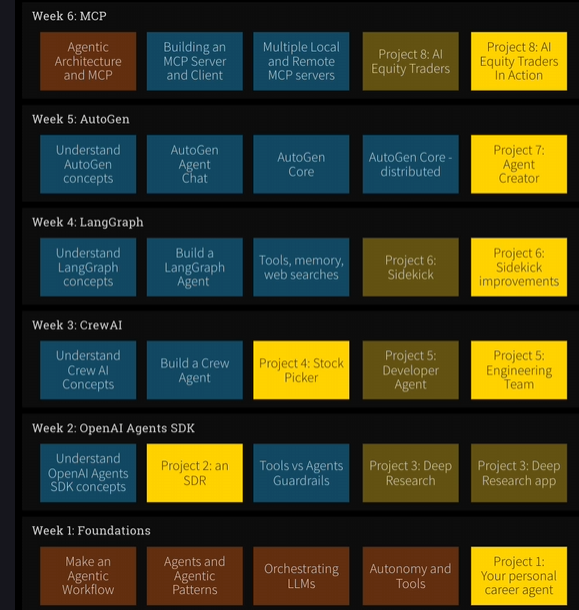 Week 6: MCP
Agentic
Architecture
and MCP
Building an
MCP Server
and Client
Multiple Local
and Remote
MCP servers
Project 8: AI
Equity Traders
Project 8: AI
Equity Traders
In Action
Week 5: AutoGen
Understand
AutoGen
concepts
AutoGen
Agent
Chat
AutoGen
Core
AutoGen Core -
distributed
Project 7:
Agent
Creator
Week 4: LangGraph
Understand
LangGraph
concepts
Build a
LangGraph
Agent
Tools, memory,
web searches
Project 6:
Sidekick
Project 6:
Sidekick
improvements
Week 3: CrewAI
Understand
Crew AI
Concepts
Build a Crew
Agent
Project 4: Stock
Picker
Project 5:
Developer
Agent
Project 5:
Engineering
Team
Week 2: OpenAI Agents SDK
Understand
OpenAI Agents
SDK concepts
Project 2: an
SDR
Tools vs Agents
Guardrails
Project 3: Deep
Research
Project 3: Deep
Research app
Week 1: Foundations
Make an
Agentic
Workflow
Agents and
Agentic
Patterns
Orchestrating
LLMs
Autonomy and
Tools
Project 1:
Your personal
career agent